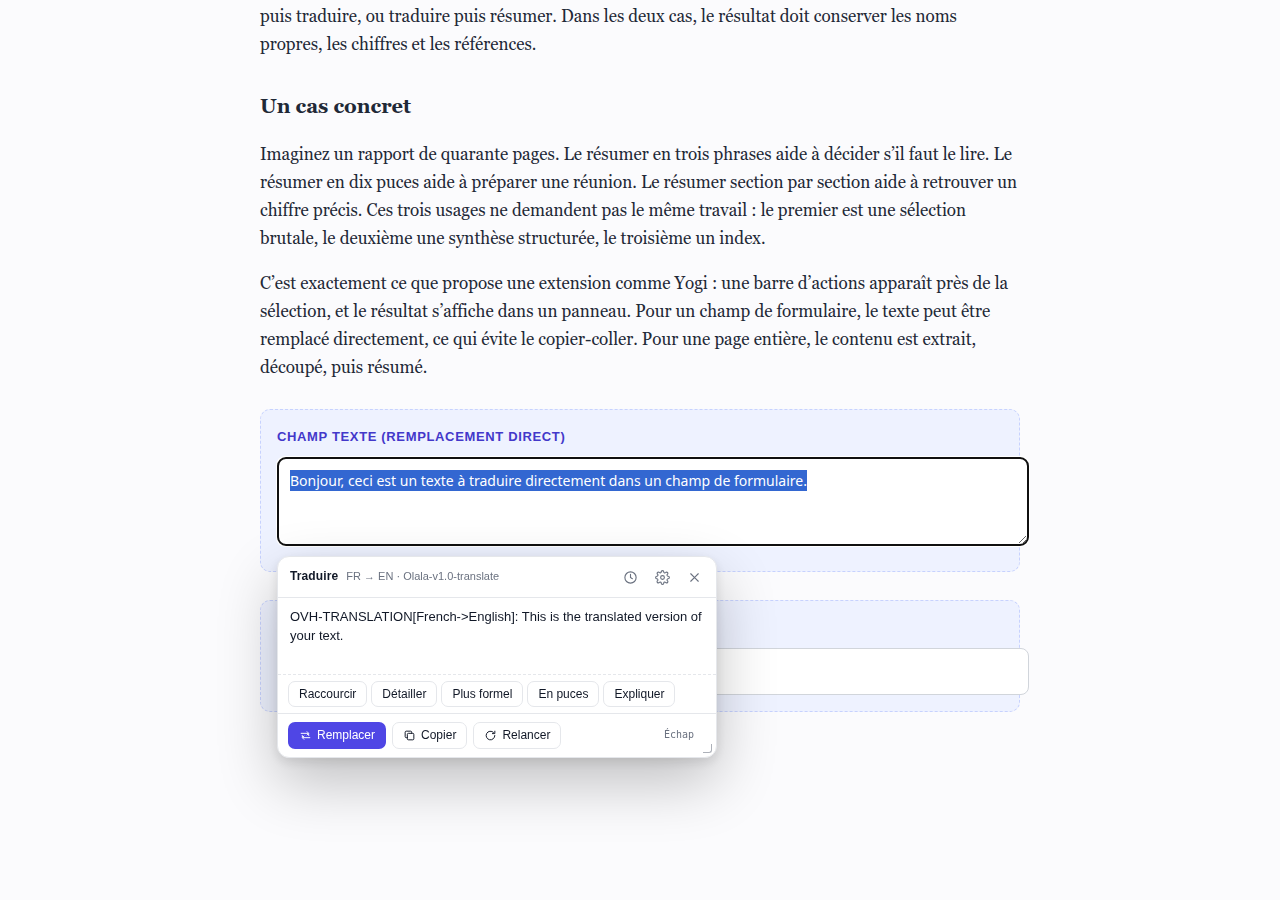 puis traduire, ou traduire puis résumer. Dans les deux cas, le résultat doit conserver les noms
propres, les chiffres et les références.
Un cas concret
Imaginez un rapport de quarante pages. Le résumer en trois phrases aide à décider s’il faut le lire. Le
résumer en dix puces aide à préparer une réunion. Le résumer section par section aide à retrouver un
chiffre précis. Ces trois usages ne demandent pas le même travail : le premier est une sélection
brutale, le deuxième une synthèse structurée, le troisième un index.
C’est exactement ce que propose une extension comme Yogi : une barre d’actions apparaît près de la
sélection, et le résultat s’affiche dans un panneau. Pour un champ de formulaire, le texte peut être
remplacé directement, ce qui évite le copier-coller. Pour une page entière, le contenu est extrait,
découpé, puis résumé.
CHAMP TEXTE (REMPLACEMENT DIRECT)
Bonjour, ceci est un texte à traduire directement dans un champ de formulaire.
Traduire FR → EN · Olala-v1.0-translate
OVH-TRANSLATION[French->English]: This is the translated version of
your text.
Raccourcir Détailler Plus formel En puces Expliquer
Remplacer Copier Relancer Échap